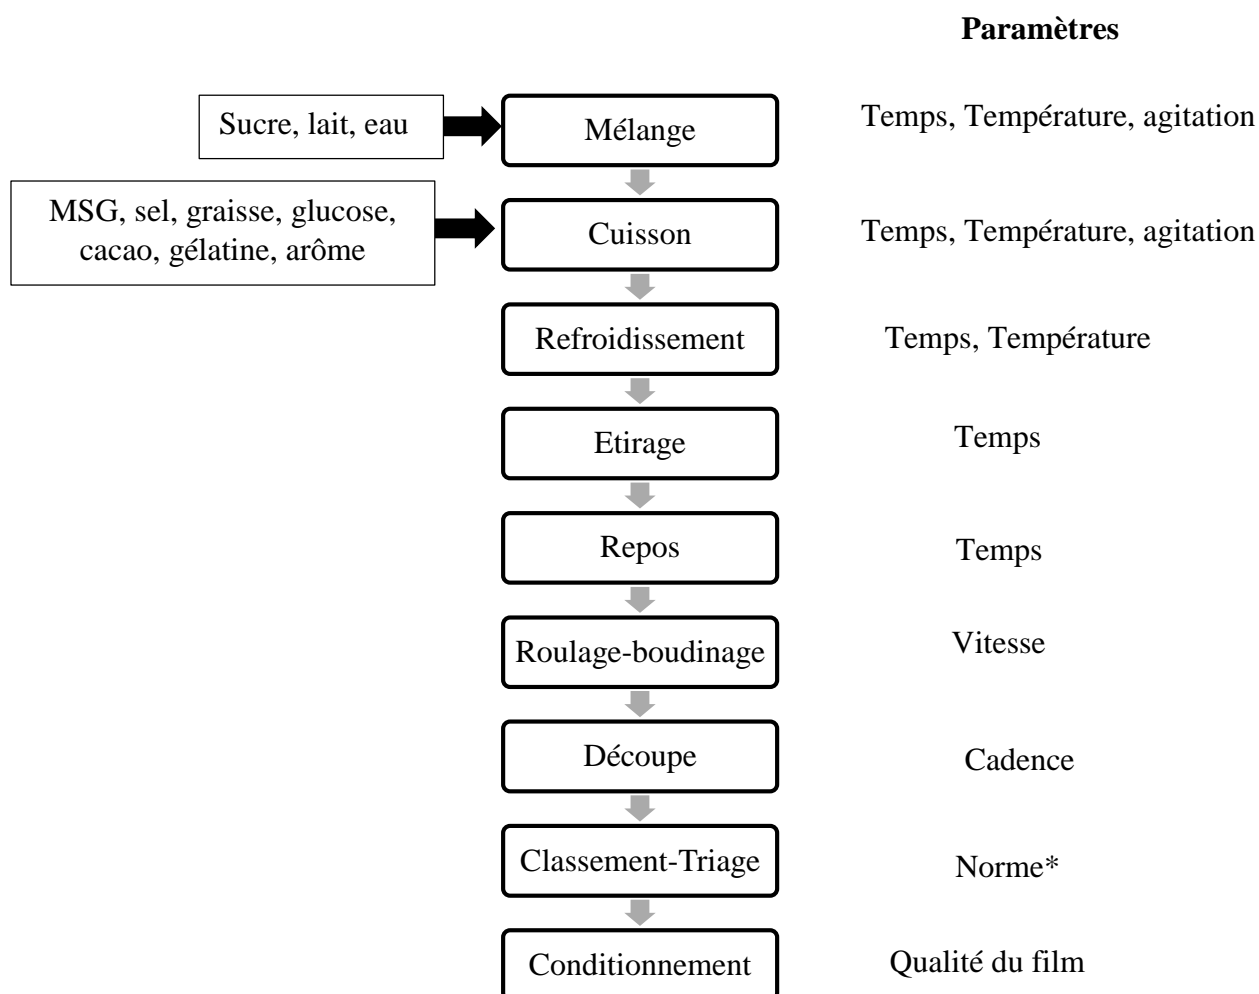 Paramètres
Sucre, lait, eau
Mélange
Temps, Température, agitation
MSG, sel, graisse, glucose,
cacao, gélatine, arôme
Cuisson
Temps, Température, agitation
Refroidissement
Temps, Température
Etirage
Temps
Repos
Temps
Roulage-boudinage
Vitesse
Découpe
Cadence
Classement-Triage
Norme*
Conditionnement
Qualité du film